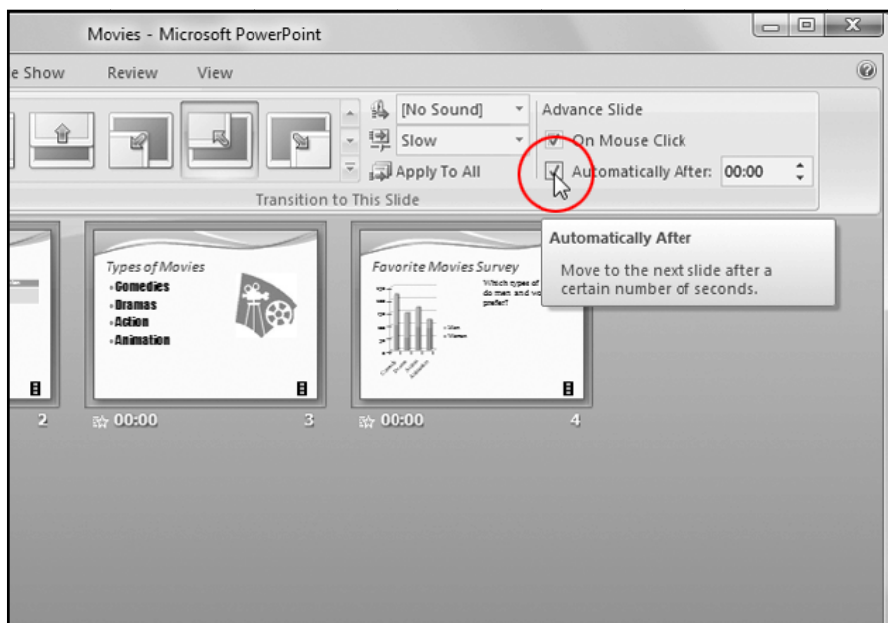 Movies - Microsoft PowerPoint
e Show Review View
[No Sound]
Slow
Apply To All
Transition to This Slide
Advance Slide
On Mouse Click
Automatically After: 00:00
Automatically After
Move to the next slide after a
certain number of seconds.
Types of Movies
Comedies
Dramas
Action
Animation
Favorite Movies Survey
Which types of
do men and
prefer?
Men
Women
2
00:00 3
00:00 4